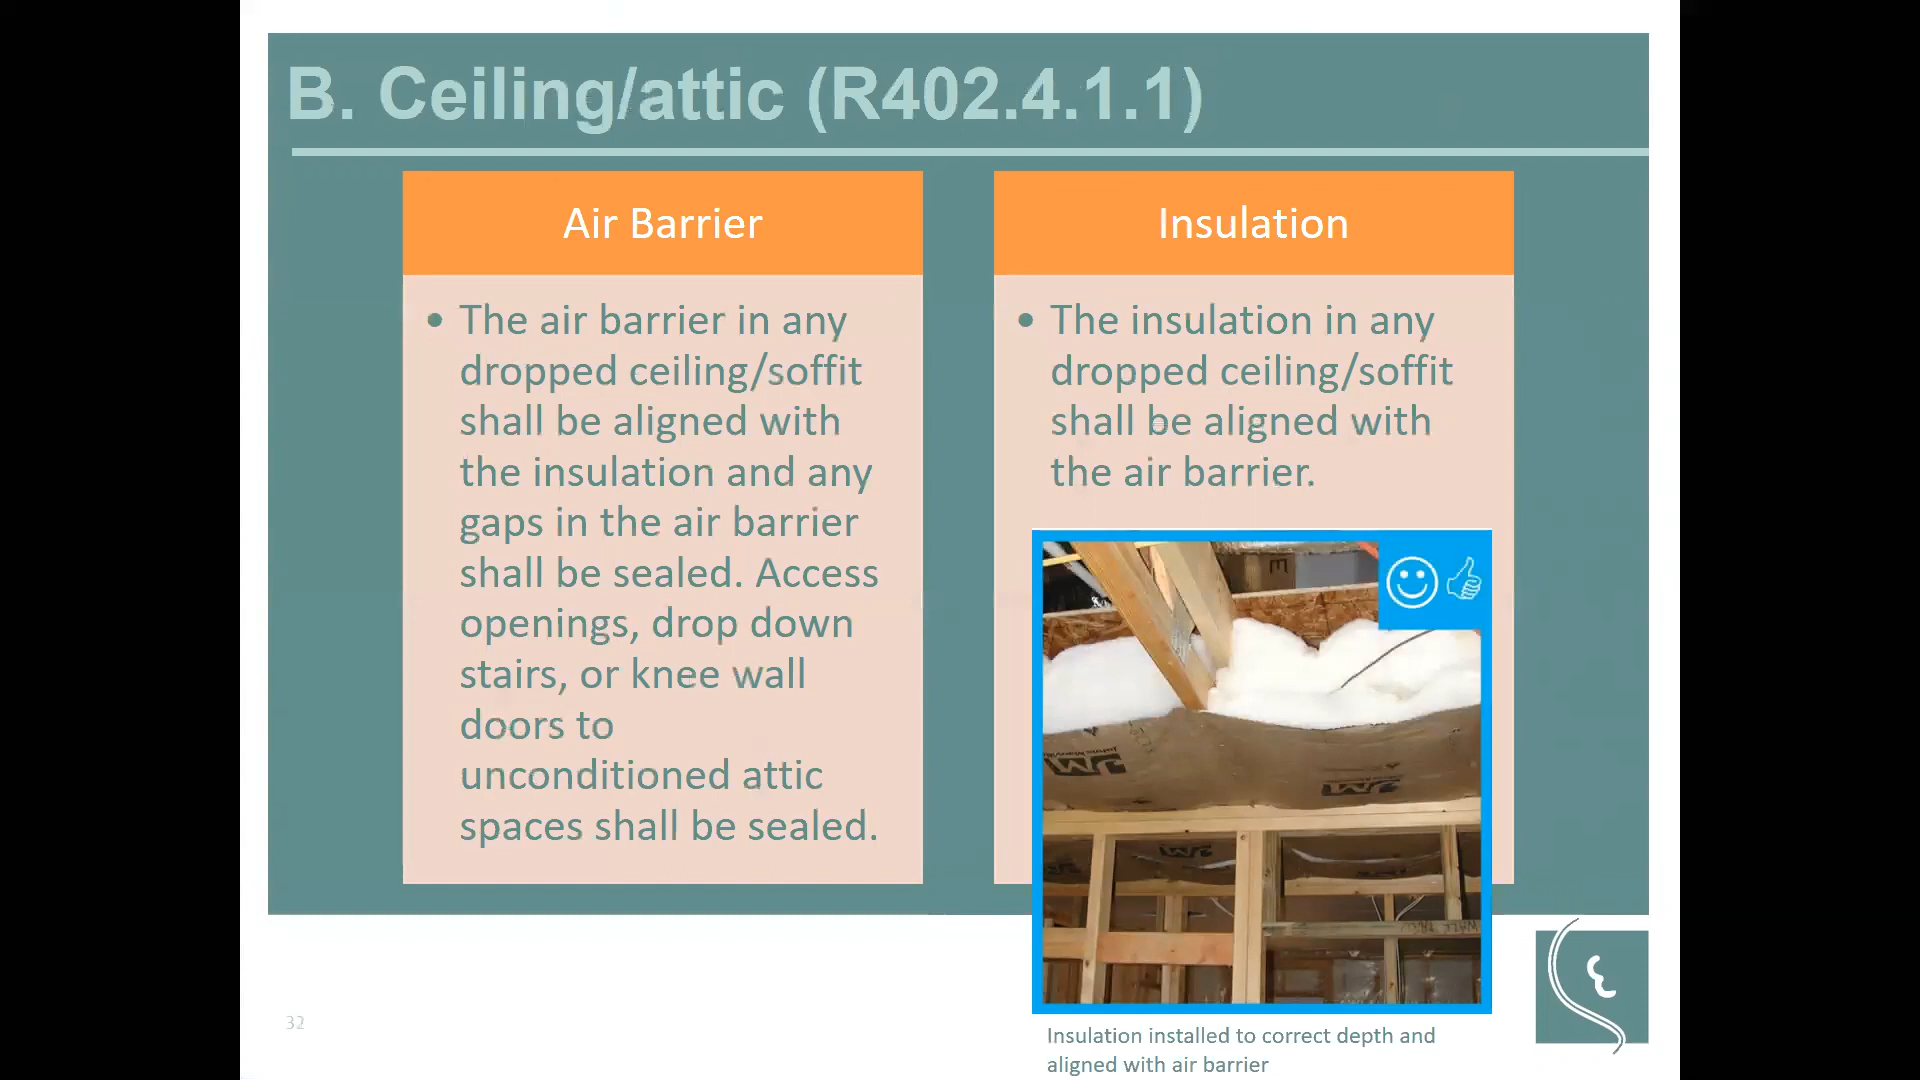 B. Ceiling/attic (R402.4.1.1)
Air Barrier
• The air barrier in any
dropped ceiling/soffit
shall be aligned with
the insulation and any
gaps in the air barrier
shall be sealed. Access
openings, drop down
stairs, or knee wall
doors to
unconditioned attic
spaces shall be sealed.
Insulation
• The insulation in any
dropped ceiling/soffit
shall be aligned with
the air barrier.
JM
JM
JM
Insulation installed to correct depth and
aligned with air barrier
32